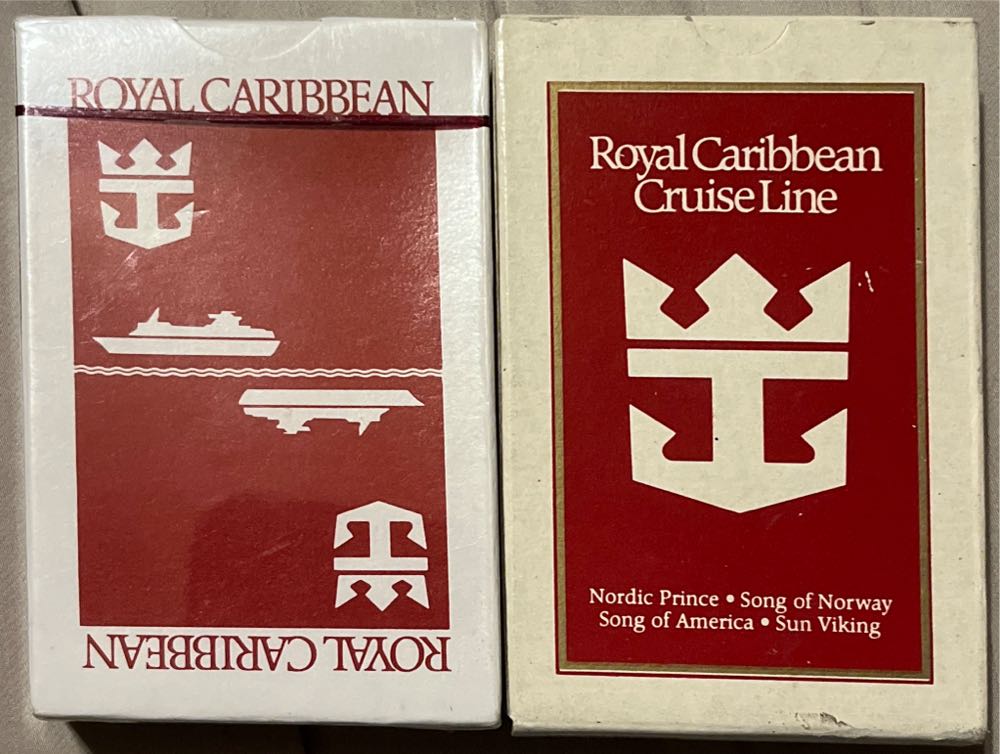 ROYAL CARIBBEAN
ROYAL CARIBBEAN
Royal Caribbean
Cruise Line
Nordic Prince • Song of Norway
Song of America • Sun Viking